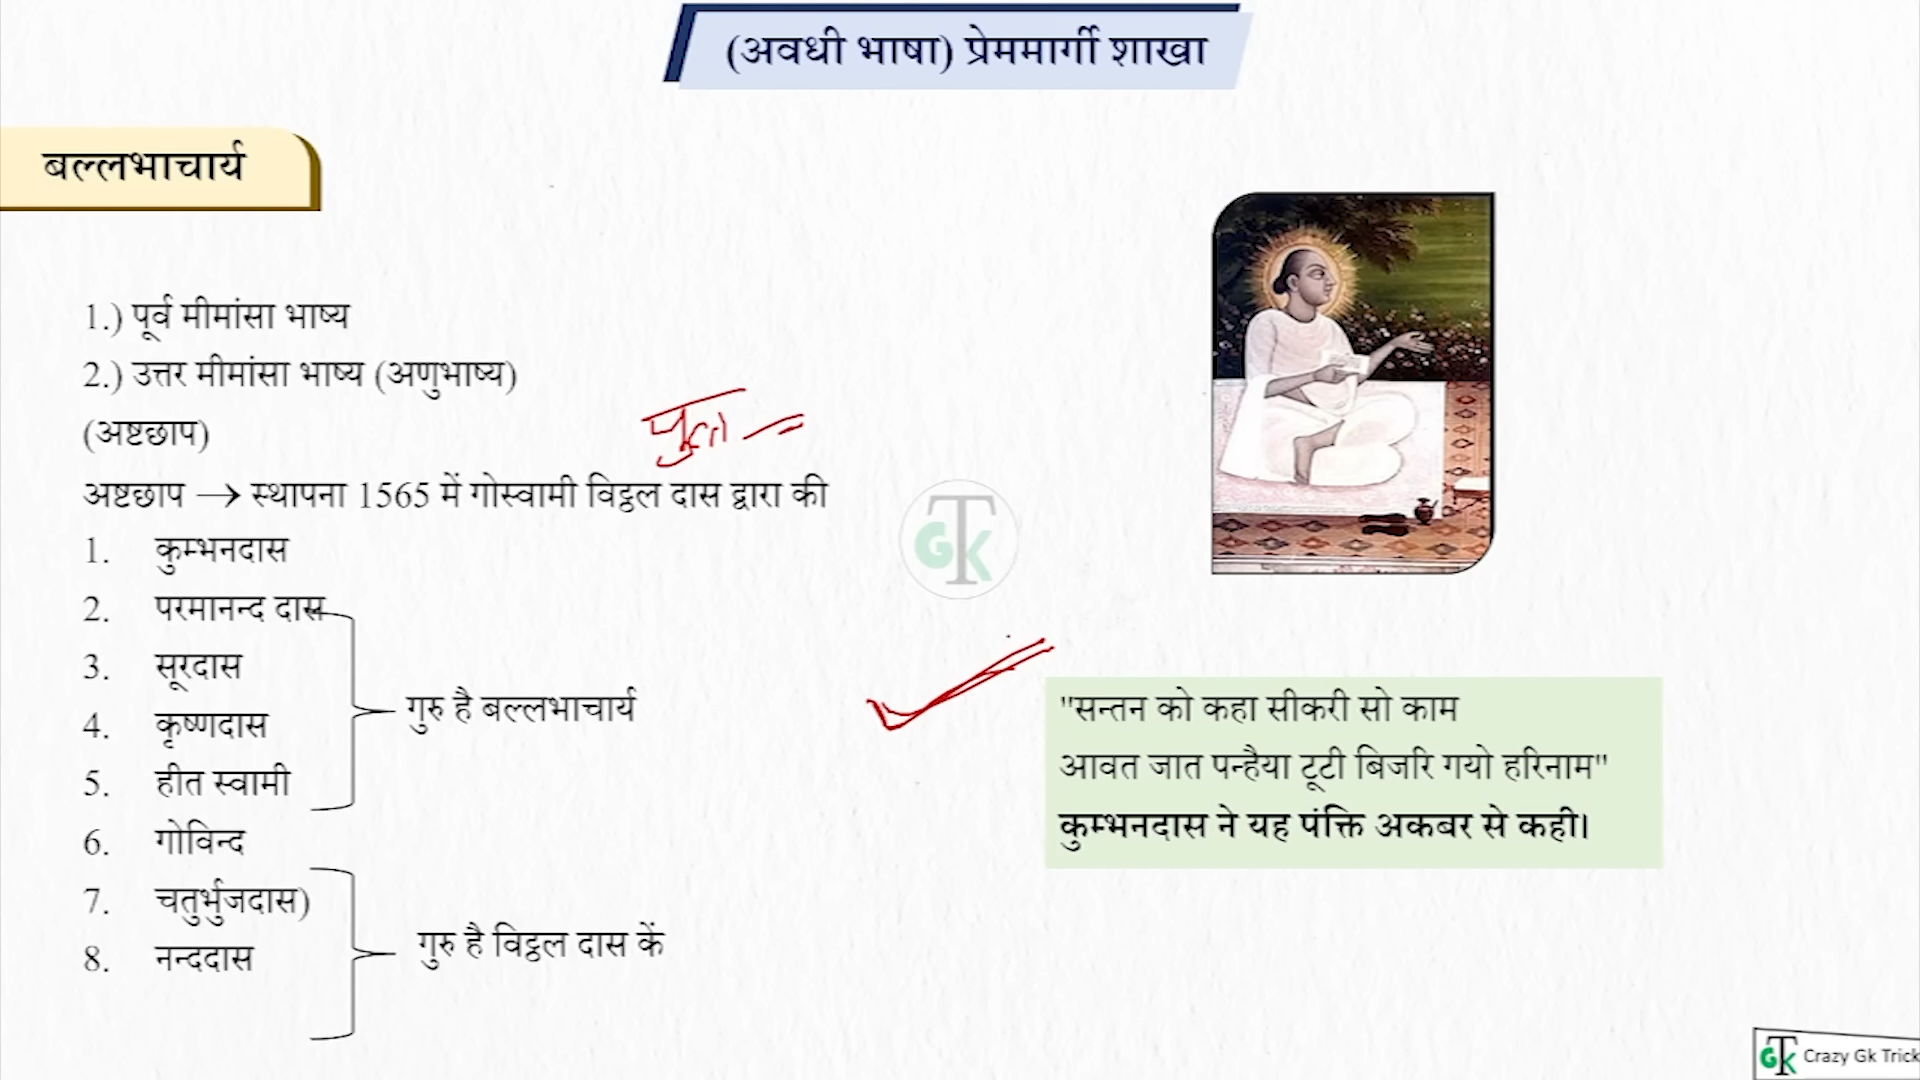 (अवधी भाषा) प्रेममार्गी शाखा
बल्लभाचार्य
1.) पूर्व मीमांसा भाष्य
2.) उत्तर मीमांसा भाष्य (अणुभाष्य)
(अष्टछाप)
अष्टछाप → स्थापना 1565 में गोस्वामी विट्ठल दास द्वारा की
1. कुम्भनदास
2. परमानन्द दास
3. सूरदास
4. कृष्णदास
5. हीत स्वामी
गुरु है बल्लभाचार्य
6. गोविन्द
7. चतुर्भुजदास)
8. नन्ददास
गुरु है विट्ठल दास कें
"सन्तन को कहा सीकरी सो काम
आवत जात पन्हैया टूटी बिजरि गयो हरिनाम"
कुम्भनदास ने यह पंक्ति अकबर से कही।
GTK
GTK Crazy Gk Trick